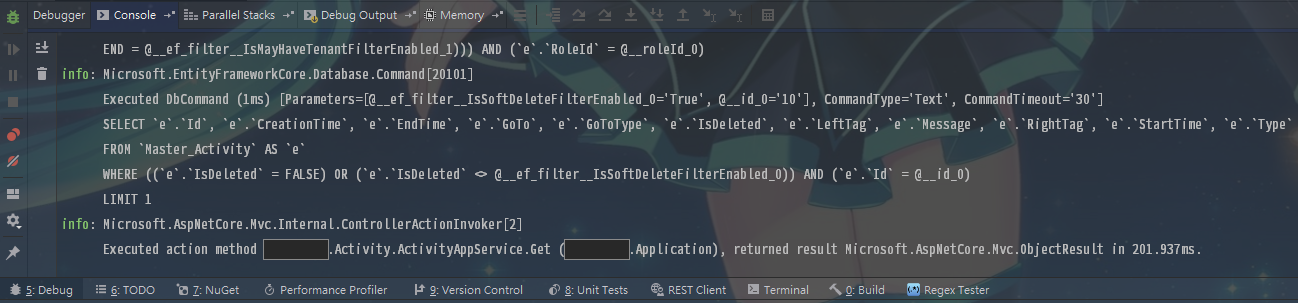 Debugger Console →* Parallel Stacks →* Debug Output →* Memory →*
END = @__ef_filter__IsMayHaveTenantFilterEnabled_1))) AND (`e`.`RoleId` = @__roleId_0)
info: Microsoft.EntityFrameworkCore.Database.Command[20101]
Executed DbCommand (1ms) [Parameters=[@__ef_filter__IsSoftDeleteFilterEnabled_0='True', @__id_0='10'], CommandType='Text', CommandTimeout='30']
SELECT `e`.`Id`, `e`.`CreationTime`, `e`.`EndTime`, `e`.`GoTo`, `e`.`GoToType`, `e`.`IsDeleted`, `e`.`LeftTag`, `e`.`Message`, `e`.`RightTag`, `e`.`StartTime`, `e`.`Type`
FROM `Master_Activity` AS `e`
WHERE ((`e`.`IsDeleted` = FALSE) OR (`e`.`IsDeleted` <> @__ef_filter__IsSoftDeleteFilterEnabled_0)) AND (`e`.`Id` = @__id_0)
LIMIT 1
info: Microsoft.AspNetCore.Mvc.Internal.ControllerActionInvoker[2]
Executed action method .Activity.ActivityAppService.Get ( .Application), returned result Microsoft.AspNetCore.Mvc.ObjectResult in 201.937ms.
5: Debug 6: TODO 7: NuGet Performance Profiler 9: Version Control 8: Unit Tests REST Client Terminal 0: Build Regex Tester